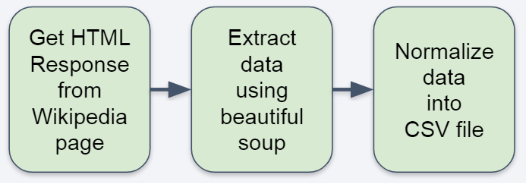 Get HTML
Response
from
Wikipedia
page
Extract
data
using
beautiful
soup
Normalize
data
into
CSV file